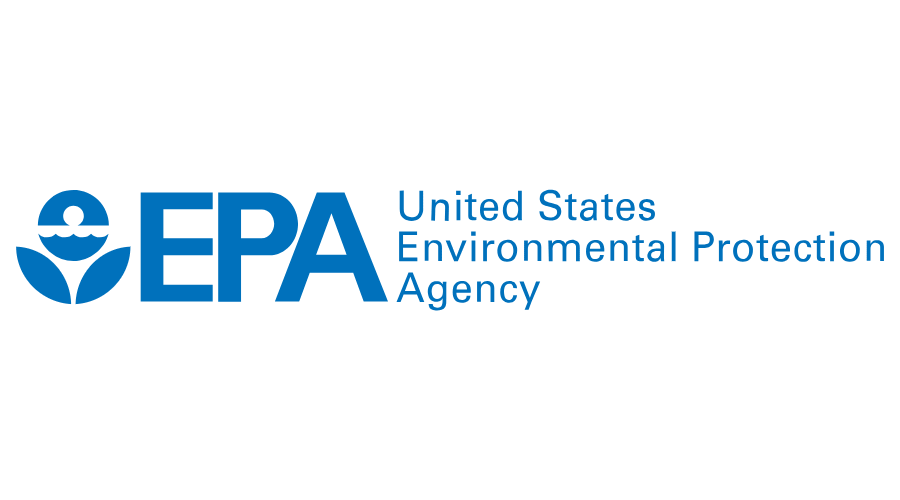 EPA
United States
Environmental Protection
Agency